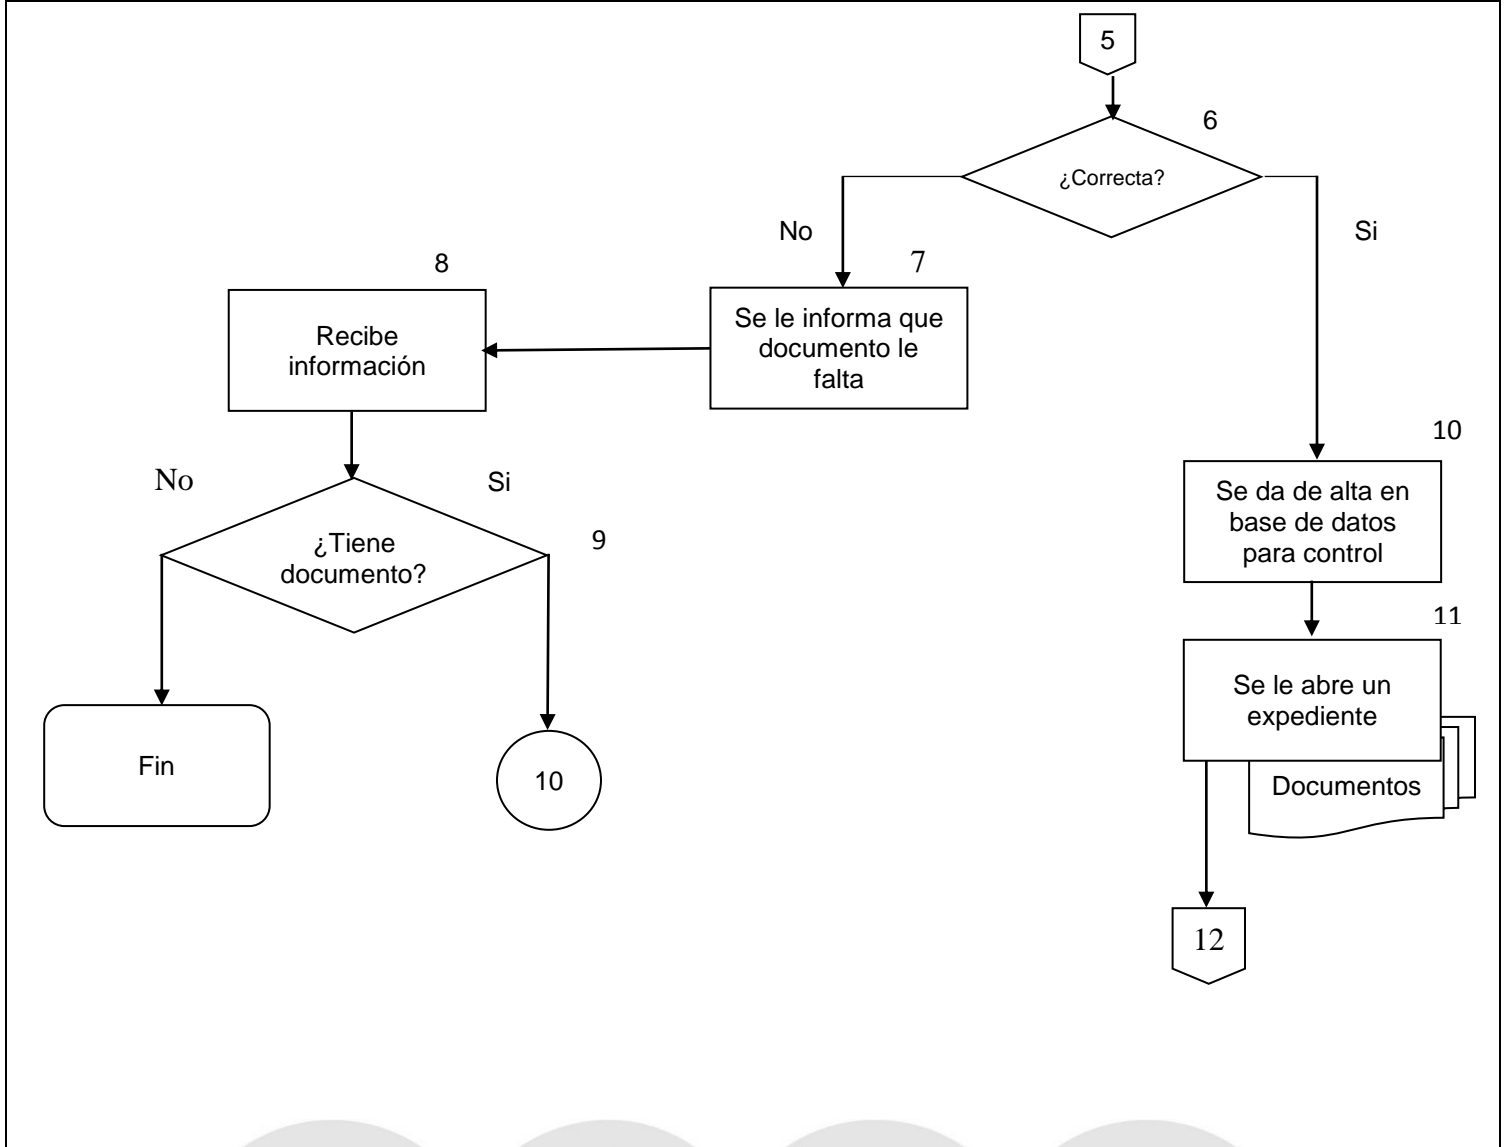 5
6
¿Correcta?
No
Si
8
7
Recibe
información
Se le informa que
documento le
falta
10
Se da de alta en
base de datos
para control
No
Si
¿Tiene
documento?
9
11
Se le abre un
expediente
Documentos
Fin
10
12